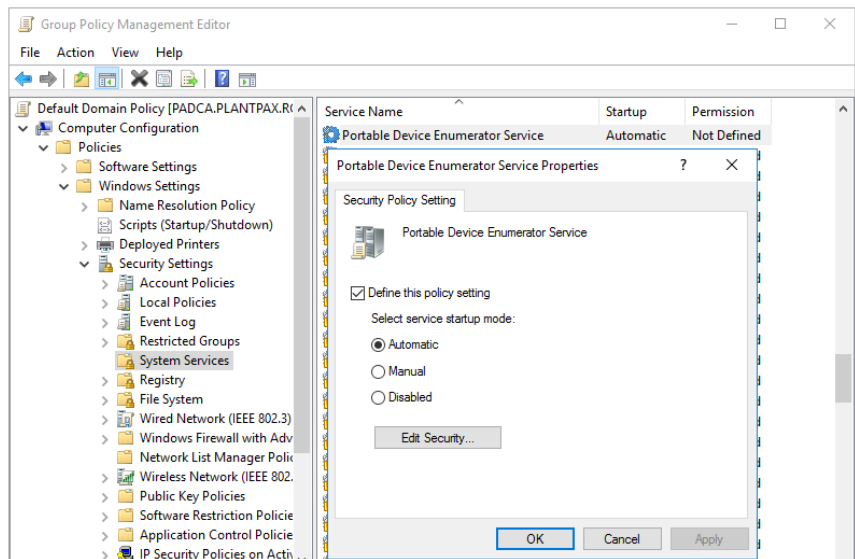 Group Policy Management Editor
File Action View Help
Default Domain Policy [PADCA.PLANTPAX.R
Computer Configuration
Policies
Software Settings
Windows Settings
Name Resolution Policy
Scripts (Startup/Shutdown)
Deployed Printers
Security Settings
Account Policies
Local Policies
Event Log
Restricted Groups
System Services
Registry
File System
Wired Network (IEEE 802.3)
Windows Firewall with Adv
Network List Manager Polic
Wireless Network (IEEE 802.
Public Key Policies
Software Restriction Policie
Application Control Policie
IP Security Policies on Activ
Service Name Startup Permission
Portable Device Enumerator Service Automatic Not Defined
Portable Device Enumerator Service Properties ?
Security Policy Setting
Portable Device Enumerator Service
Define this policy setting
Select service startup mode:
Automatic
Manual
Disabled
Edit Security...
OK Cancel Apply